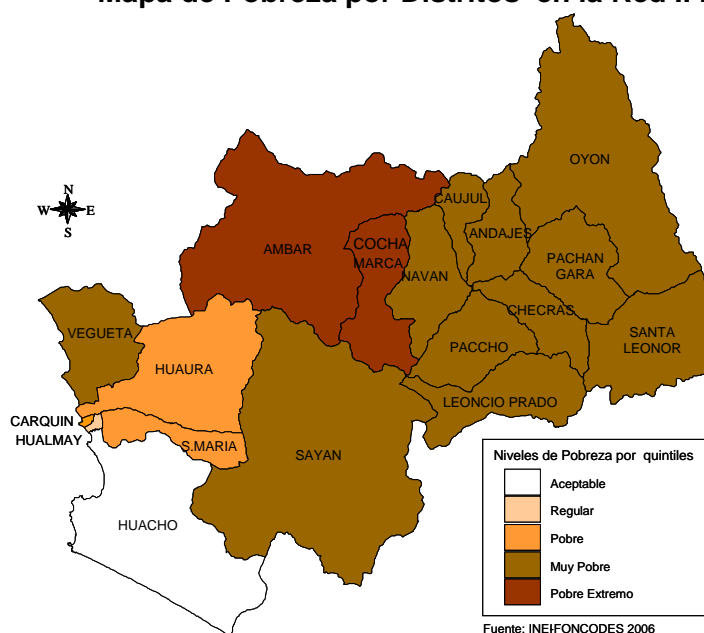 Mapa de Pobreza por Distritos en la Red
N
W E
S
OYON
CAUJUL
ANDAJES
COCHA
MARCA
AMBAR
PACHAN
GARA
NAVAN
CHECRAS
VEGUETA
SANTA
LEONOR
PACCHO
HUAURA
LEONCIO PRADO
CARQUIN
HUALMAY
S.MARIA
SAYAN
HUACHO
Niveles de Pobreza por quintiles
Aceptable
Regular
Pobre
Muy Pobre
Pobre Extremo
Fuente: INEI-FONCODES 2006